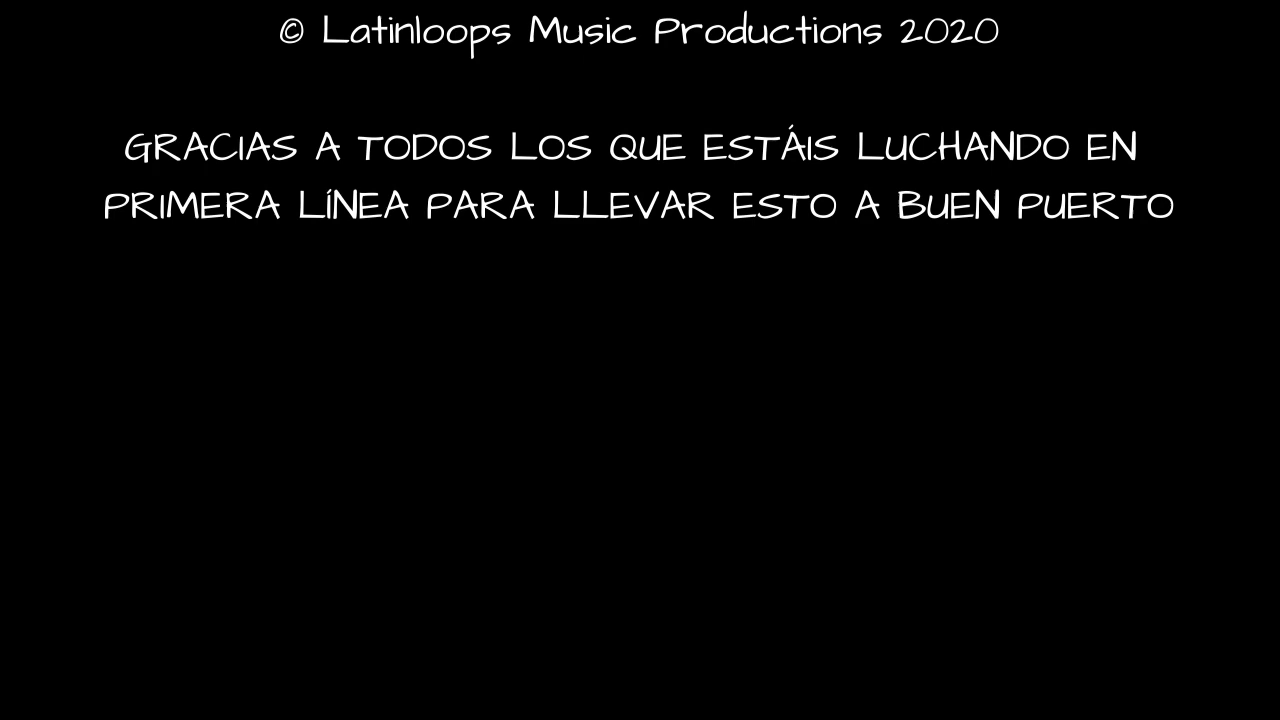 © Latinloops Music Productions 2020
GRACIAS A TODOS LOS QUE ESTÁIS LUCHANDO EN
PRIMERA LÍNEA PARA LLEVAR ESTO A BUEN PUERTO